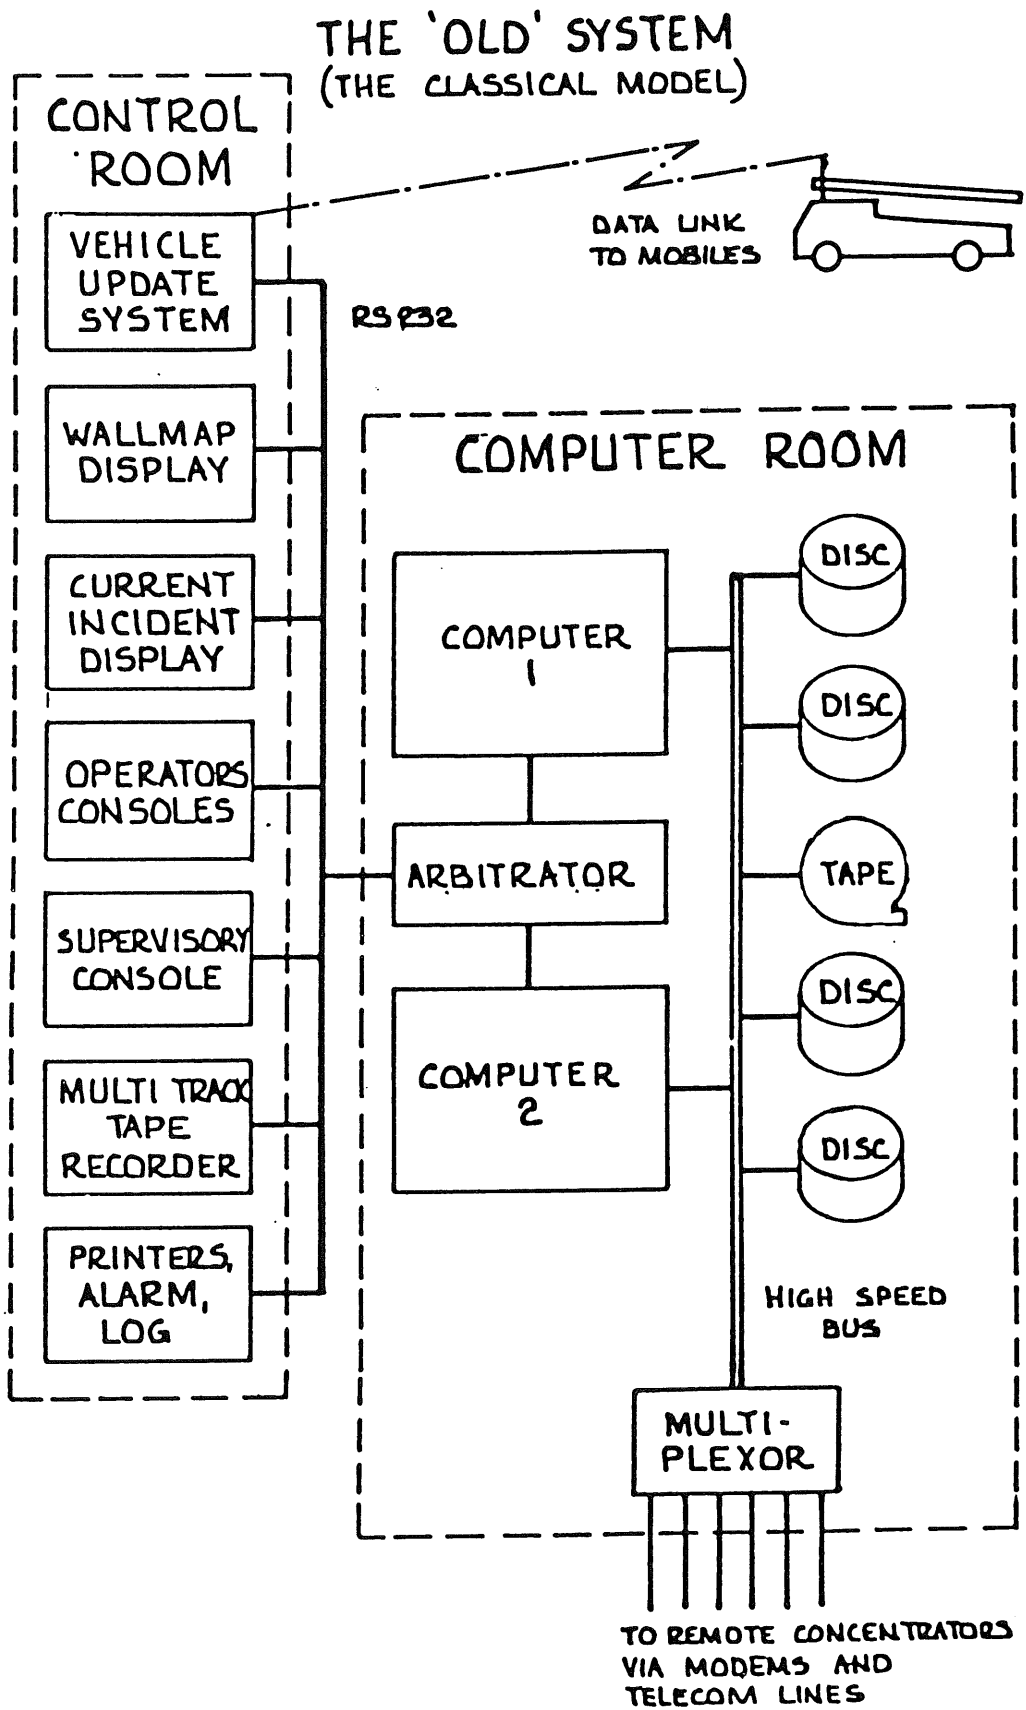 THE 'OLD' SYSTEM
(THE CLASSICAL MODEL)
CONTROL
ROOM
VEHICLE
UPDATE
SYSTEM
DATA LINK
TO MOBILES
RS232
WALLMAP
DISPLAY
CURRENT
INCIDENT
DISPLAY
OPERATORS
CONSOLES
SUPERVISORY
CONSOLE
MULTI TRACK
TAPE
RECORDER
PRINTERS,
ALARM,
LOG
COMPUTER ROOM
COMPUTER
1
ARBITRATOR
COMPUTER
2
DISC
DISC
TAPE
DISC
DISC
HIGH SPEED
BUS
MULTI-
PLEXOR
TO REMOTE CONCENTRATORS
VIA MODEMS AND
TELECOM LINES